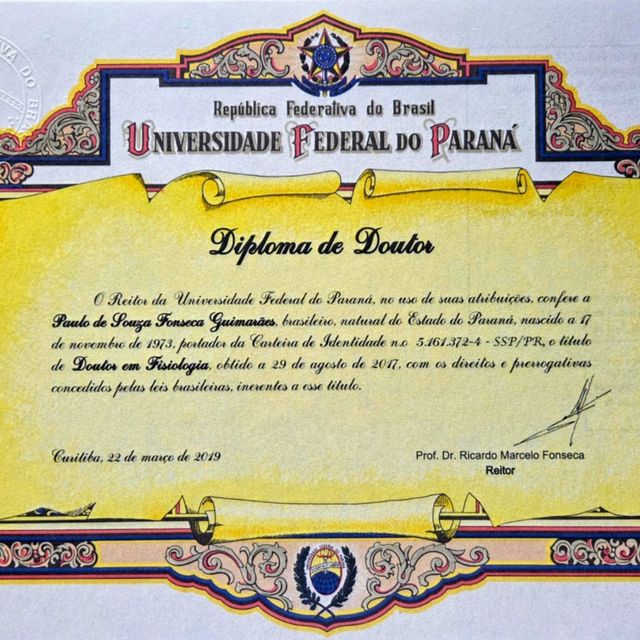 República Federativa do Brasil
UNIVERSIDADE FEDERAL DO PARANÁ
Diploma de Doutor
O Reitor da Universidade Federal do Paraná, no uso de suas atribuições, confere a
Paulo de Souza Fonseca Guimarães, brasileiro, natural do Estado do Paraná, nascido a 17
de novembro de 1973, portador da Carteira de Identidade n.o 5.161.372-4 - SSP/PR, o título
de Doutor em Fisiologia, obtido a 29 de agosto de 2017, com os direitos e prerrogativas
concedidos pelas leis brasileiras, inerentes a esse título.
Curitiba, 22 de março de 2019
Prof. Dr. Ricardo Marcelo Fonseca
Reitor